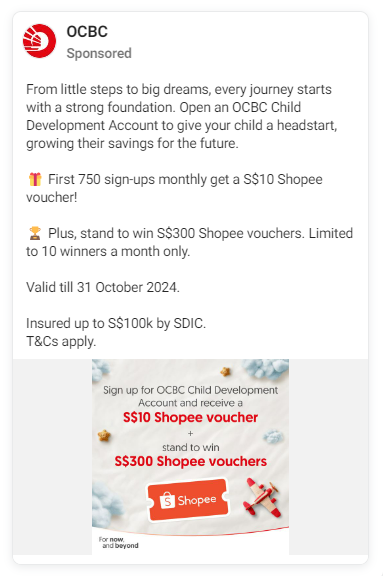 OCBC
Sponsored
From little steps to big dreams, every journey starts
with a strong foundation. Open an OCBC Child
Development Account to give your child a headstart,
growing their savings for the future.
🎁 First 750 sign-ups monthly get a S$10 Shopee
voucher!
🏆 Plus, stand to win S$300 Shopee vouchers. Limited
to 10 winners a month only.
Valid till 31 October 2024.
Insured up to S$100k by SDIC.
T&Cs apply.
Sign up for OCBC Child Development
Account and receive a
S$10 Shopee voucher
+
stand to win
S$300 Shopee vouchers
S Shopee
For now,
and beyond